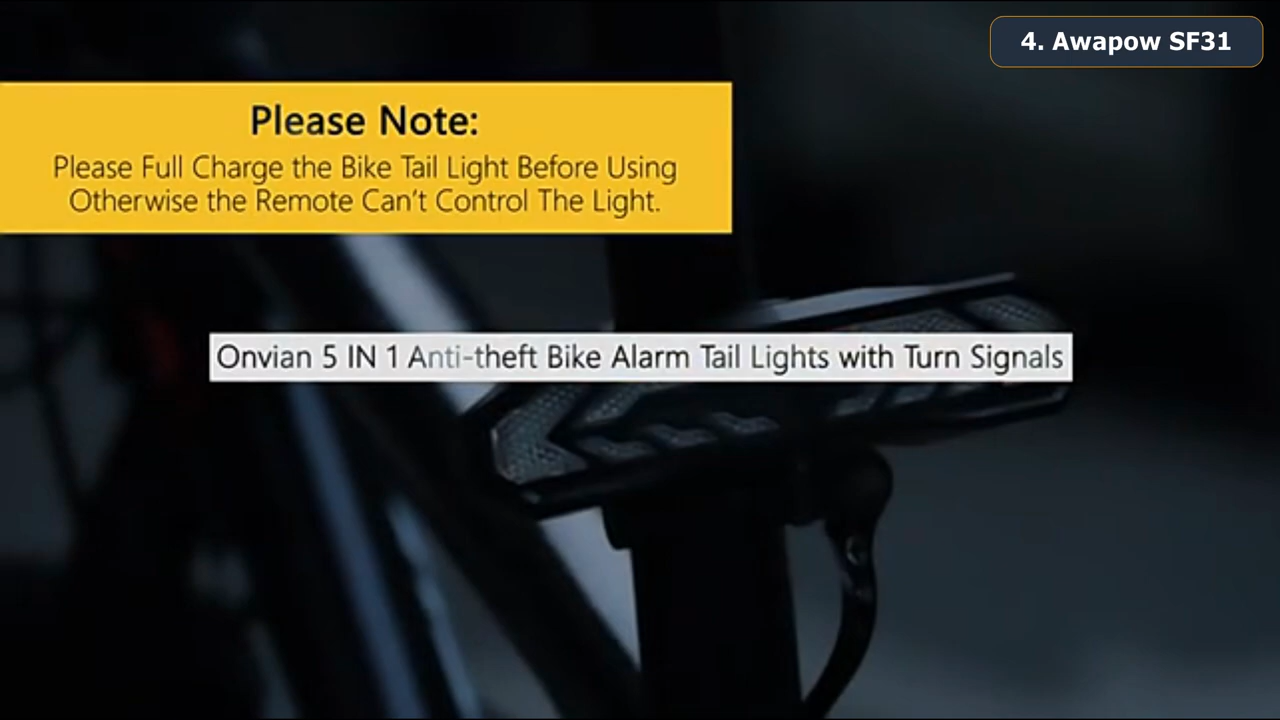 4. Awapow SF31
Please Note:
Please Full Charge the Bike Tail Light Before Using
Otherwise the Remote Can't Control The Light.
Onvian 5 IN 1 Anti-theft Bike Alarm Tail Lights with Turn Signals